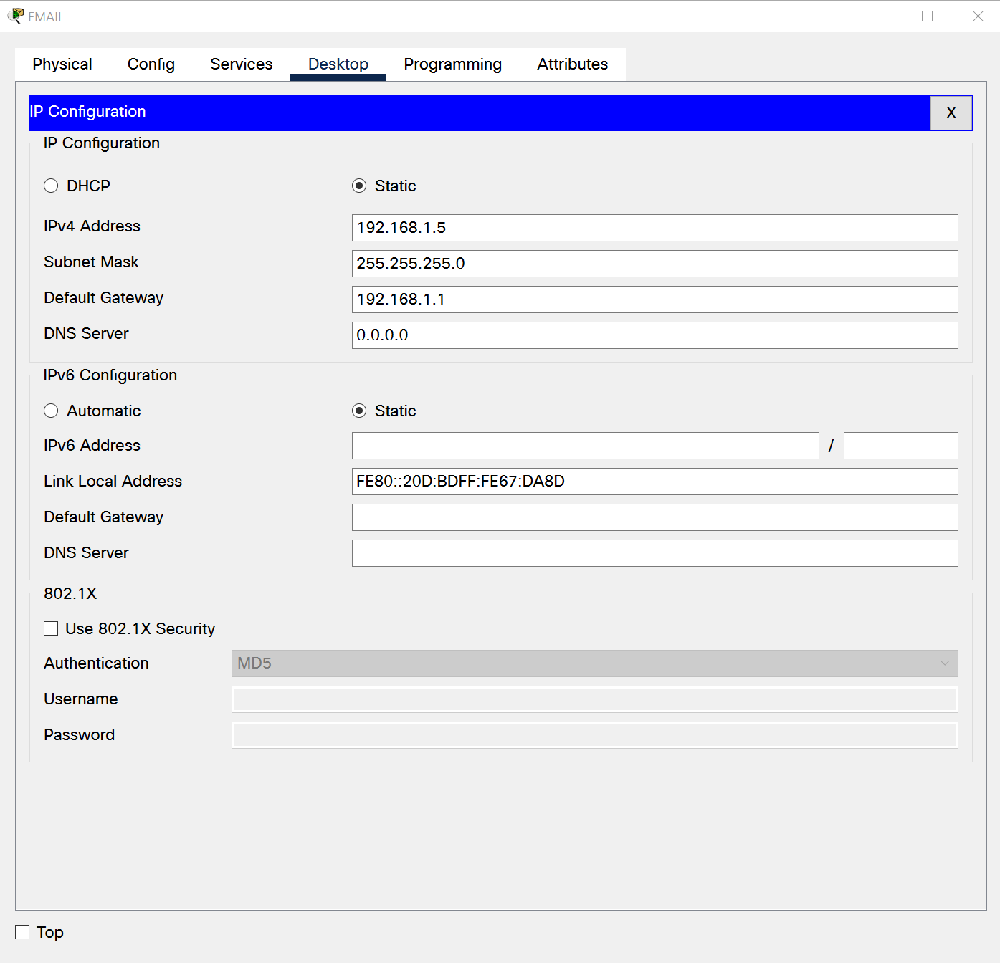 EMAIL
Physical Config Services Desktop Programming Attributes
IP Configuration X
IP Configuration
DHCP Static
IPv4 Address 192.168.1.5
Subnet Mask 255.255.255.0
Default Gateway 192.168.1.1
DNS Server 0.0.0.0
IPv6 Configuration
Automatic Static
IPv6 Address /
Link Local Address FE80::20D:BDFF:FE67:DA8D
Default Gateway
DNS Server
802.1X
Use 802.1X Security
Authentication MD5
Username
Password
Top